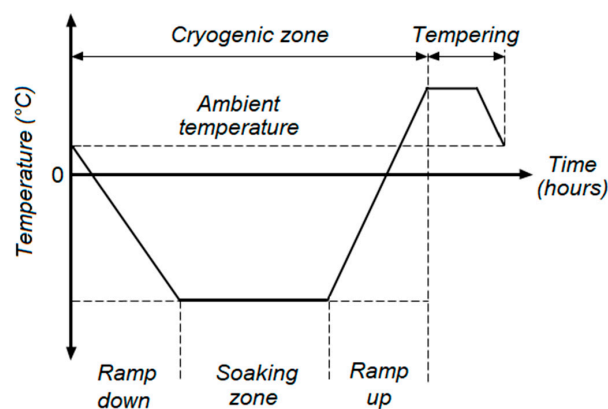 Cryogenic zone
Tempering
Ambient
temperature
Temperature (°C)
0
Time
(hours)
Ramp
down
Soaking
zone
Ramp
up